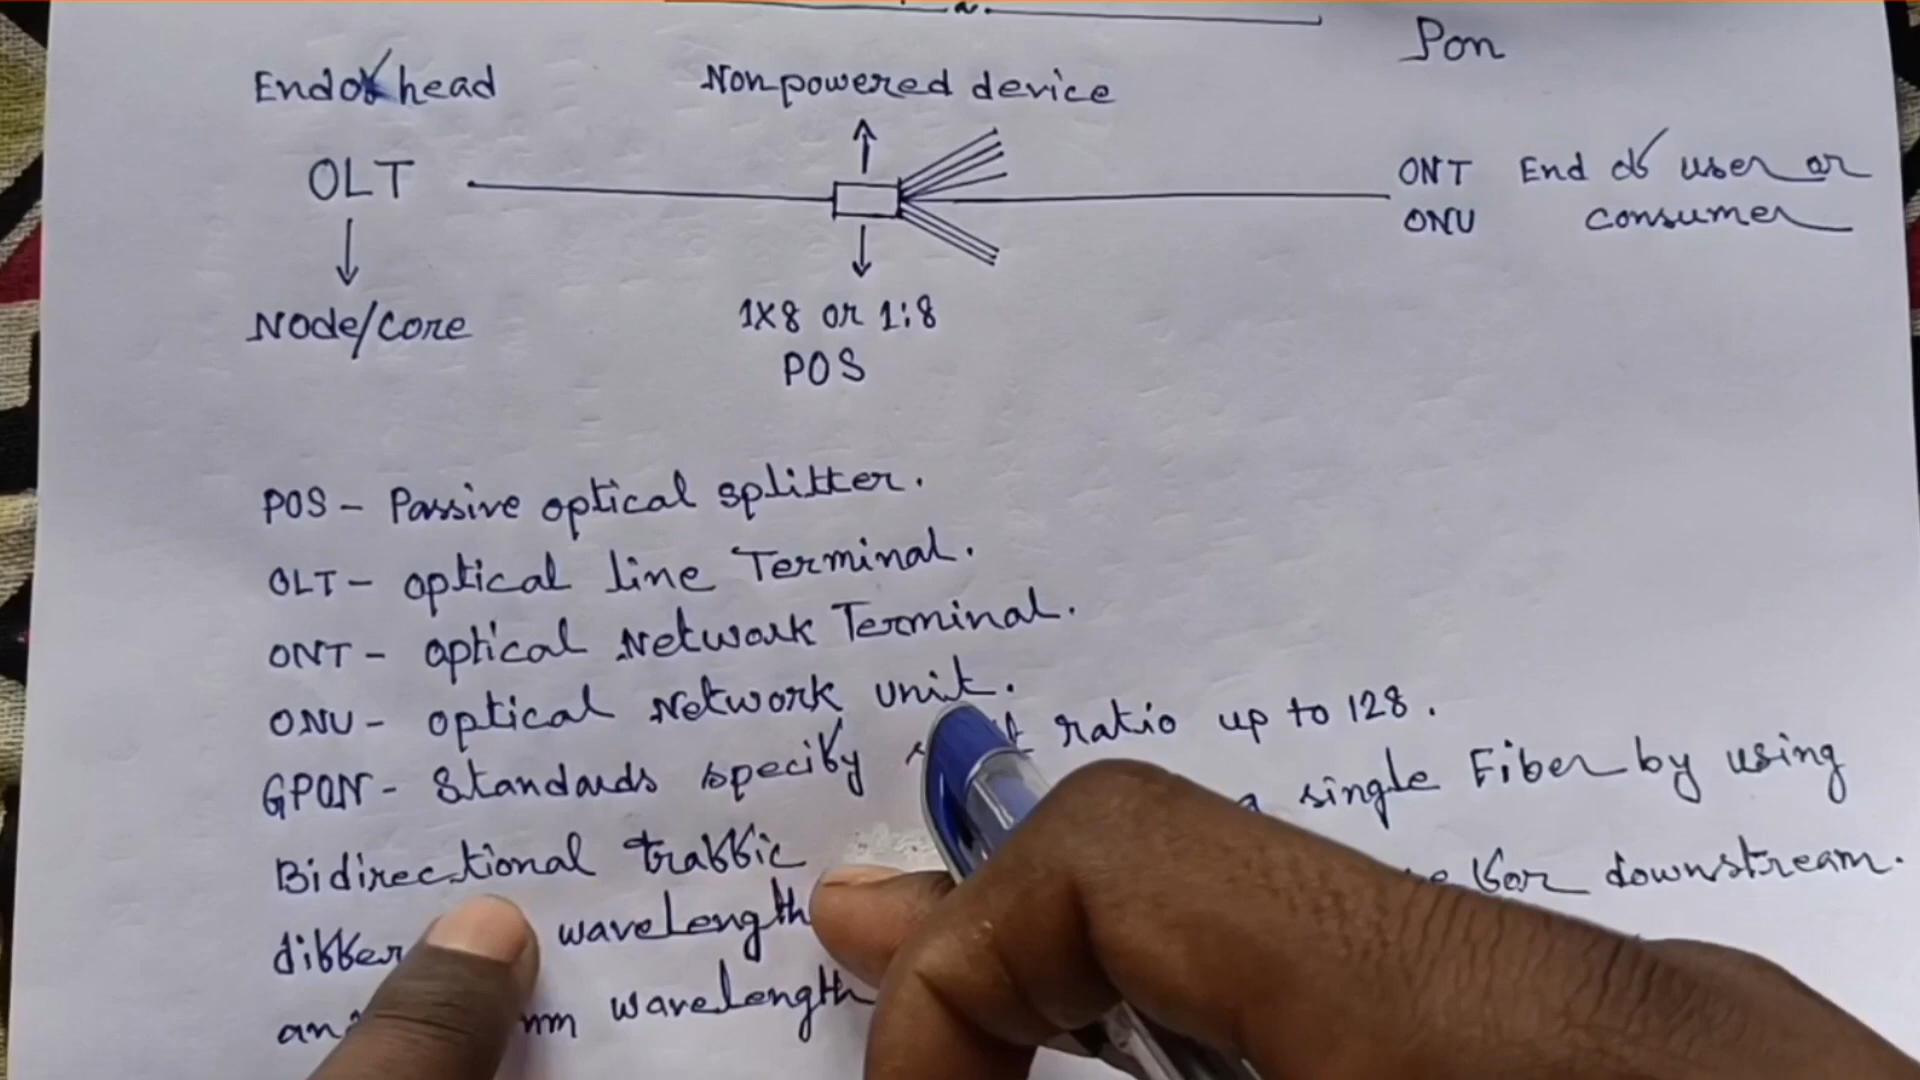 Pon
End of head
Non powered device
OLT
ONT End of user or
ONU consumer
Node/core
1X8 or 1:8
POS
POS - Passive optical splitter.
OLT - optical line Terminal.
ONT - optical Network Terminal.
ONU - optical Network unit.
GPON - Standards specify ratio up to 128.
Bidirectional traffic single Fiber by using
wavelength for downstream.
nm wavelength